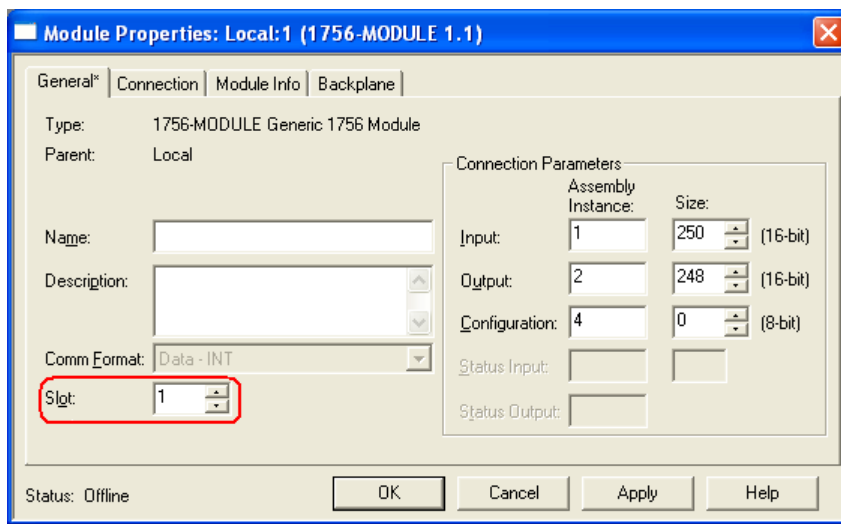 Module Properties: Local:1 (1756-MODULE 1.1)
General* Connection Module Info Backplane
Type: 1756-MODULE Generic 1756 Module
Parent: Local
Connection Parameters
Assembly Instance: Size:
Name: Input: 1 250 (16-bit)
Description: Output: 2 248 (16-bit)
Configuration: 4 0 (8-bit)
Comm Format: Data - INT
Status Input:
Slot: 1
Status Output:
Status: Offline OK Cancel Apply Help